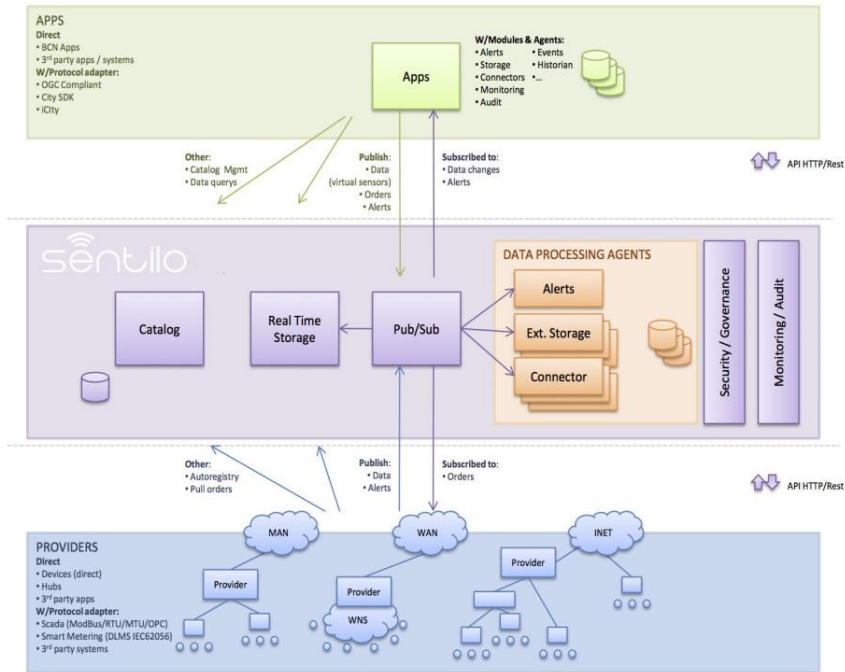 APPS
Direct
• BCN Apps
• 3rd party apps / systems
W/Protocol adapter:
• OGC Compliant
• City SDK
• iCity
Apps
W/Modules & Agents:
• Alerts • Events
• Storage • Historian
• Connectors •...
• Monitoring
• Audit
Other:
• Catalog Mgmt
• Data querys
Publish:
• Data
(virtual sensors)
• Orders
• Alerts
Subscribed to:
• Data changes
• Alerts
API HTTP/Rest
sentilo
Catalog
Real Time
Storage
Pub/Sub
DATA PROCESSING AGENTS
Alerts
Ext. Storage
Connector
Security / Governance
Monitoring / Audit
Other:
• Autoregistry
• Pull orders
Publish:
• Data
• Alerts
Subscribed to:
• Orders
API HTTP/Rest
PROVIDERS
Direct
• Devices (direct)
• Hubs
• 3rd party apps
W/Protocol adapter:
• Scada (ModBus/RTU/MTU/OPC)
• Smart Metering (DLMS IEC62056)
• 3rd party systems
MAN
Provider
WAN
Provider
WNS
INET
Provider